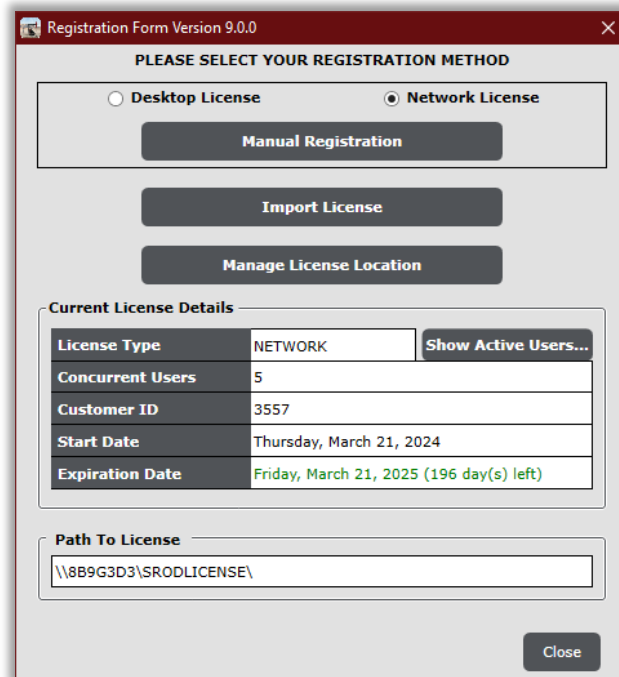 Registration Form Version 9.0.0
PLEASE SELECT YOUR REGISTRATION METHOD
Desktop License Network License
Manual Registration
Import License
Manage License Location
Current License Details
License Type NETWORK Show Active Users...
Concurrent Users 5
Customer ID 3557
Start Date Thursday, March 21, 2024
Expiration Date Friday, March 21, 2025 (196 day(s) left)
Path To License
\\8B9G3D3\SRODLICENSE\
Close